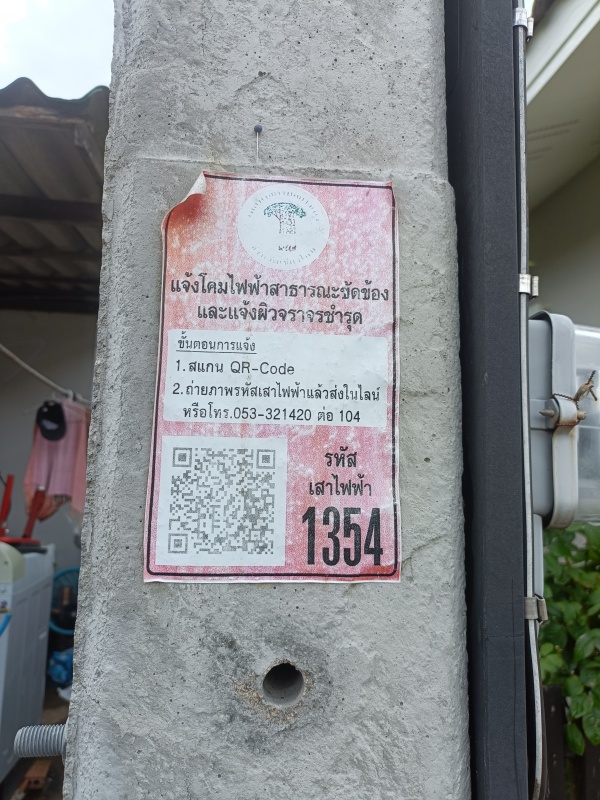 แจ้งโคมไฟฟ้าสาธารณะขัดข้อง
และแจ้งผิวจราจรชำรุด
ขั้นตอนการแจ้ง
1.สแกน QR-Code
2.ถ่ายภาพรหัสเสาไฟฟ้าแล้วส่งในไลน์
หรือโทร.053-321420 ต่อ 104
รหัส
เสาไฟฟ้า
1354